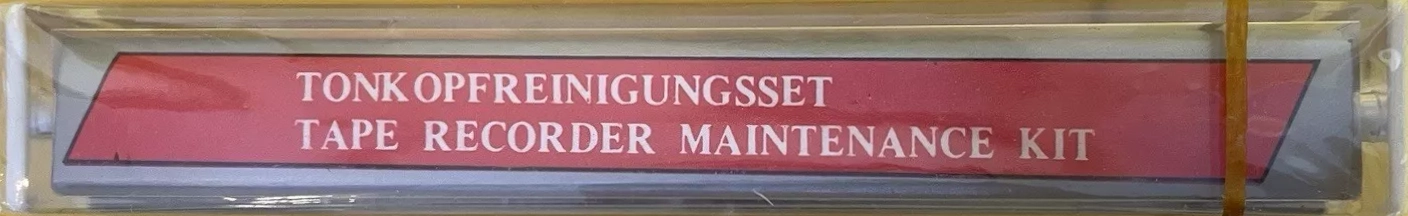 TONKOPFREINIGUNGSSET
TAPE RECORDER MAINTENANCE KIT